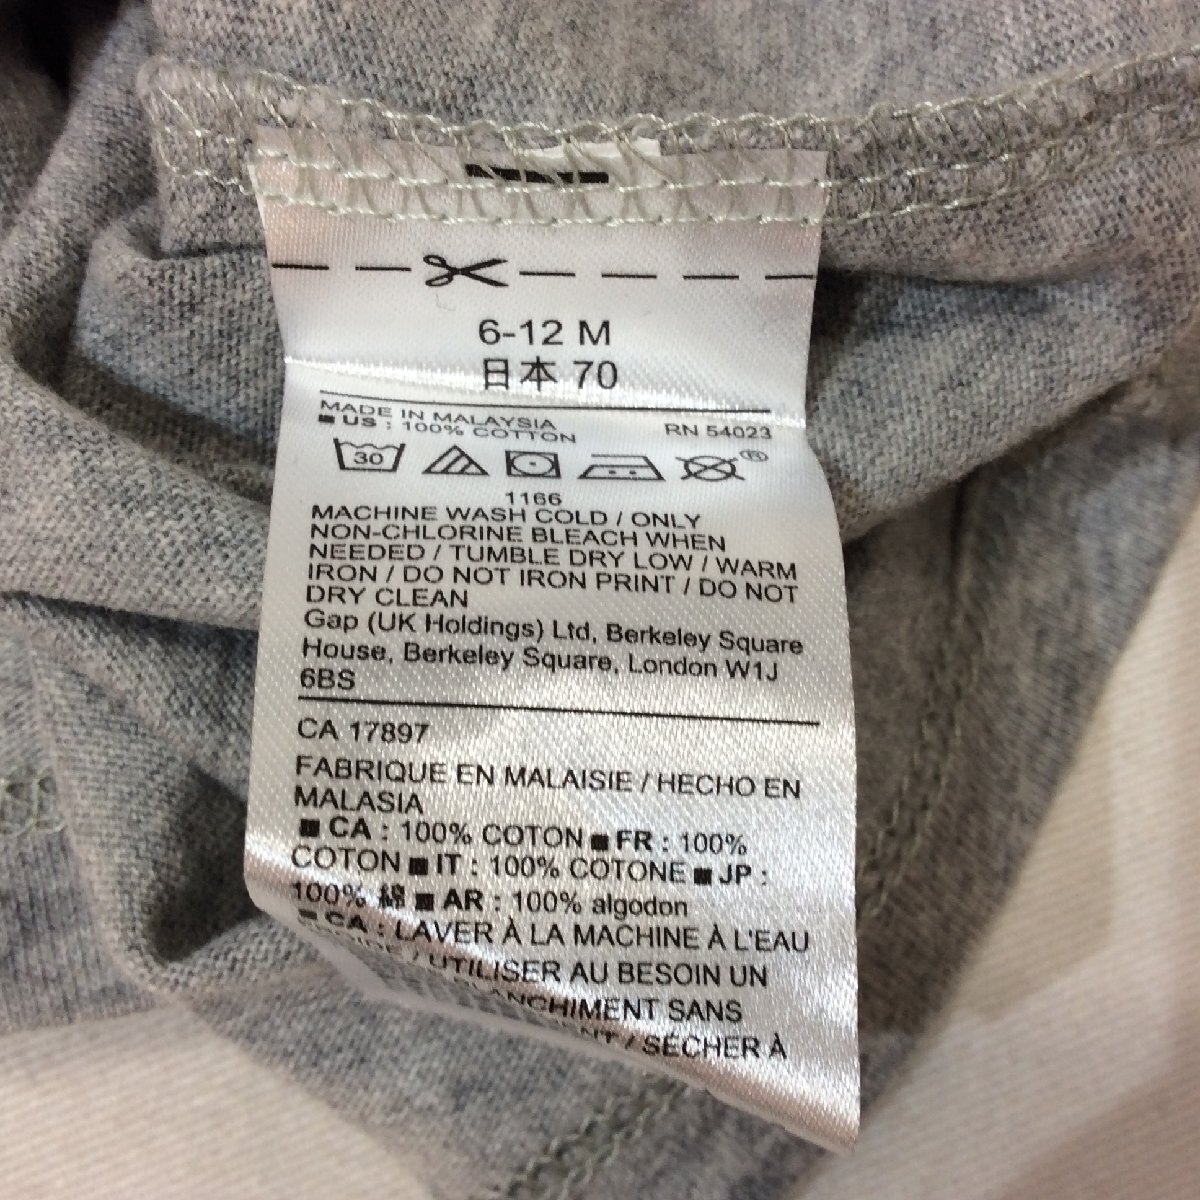 6-12 M
日本 70
MADE IN MALAYSIA
■ US : 100% COTTON
RN 54023
30
®
1166
MACHINE WASH COLD / ONLY
NON-CHLORINE BLEACH WHEN
NEEDED / TUMBLE DRY LOW / WARM
IRON / DO NOT IRON PRINT / DO NOT
DRY CLEAN
Gap (UK Holdings) Ltd, Berkeley Square
House, Berkeley Square, London W1J
6BS
CA 17897
FABRIQUE EN MALAISIE / HECHO EN
MALASIA
■ CA : 100% COTON ■ FR : 100%
COTON ■ IT : 100% COTONE ■ JP :
100% 綿 ■ AR : 100% algodon
■ CA : LAVER À LA MACHINE À L'EAU
/ UTILISER AU BESOIN UN
SANS
/ SÉCHER À